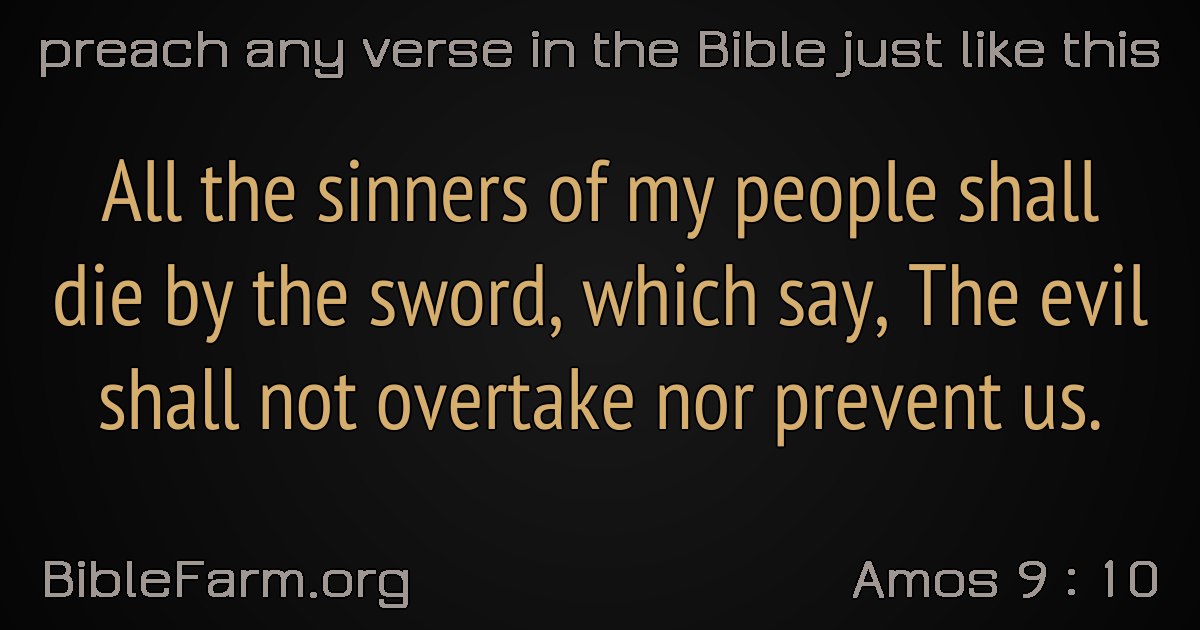 preach any verse in the Bible just like this
All the sinners of my people shall
die by the sword, which say, The evil
shall not overtake nor prevent us.
BibleFarm.org
Amos 9 : 10